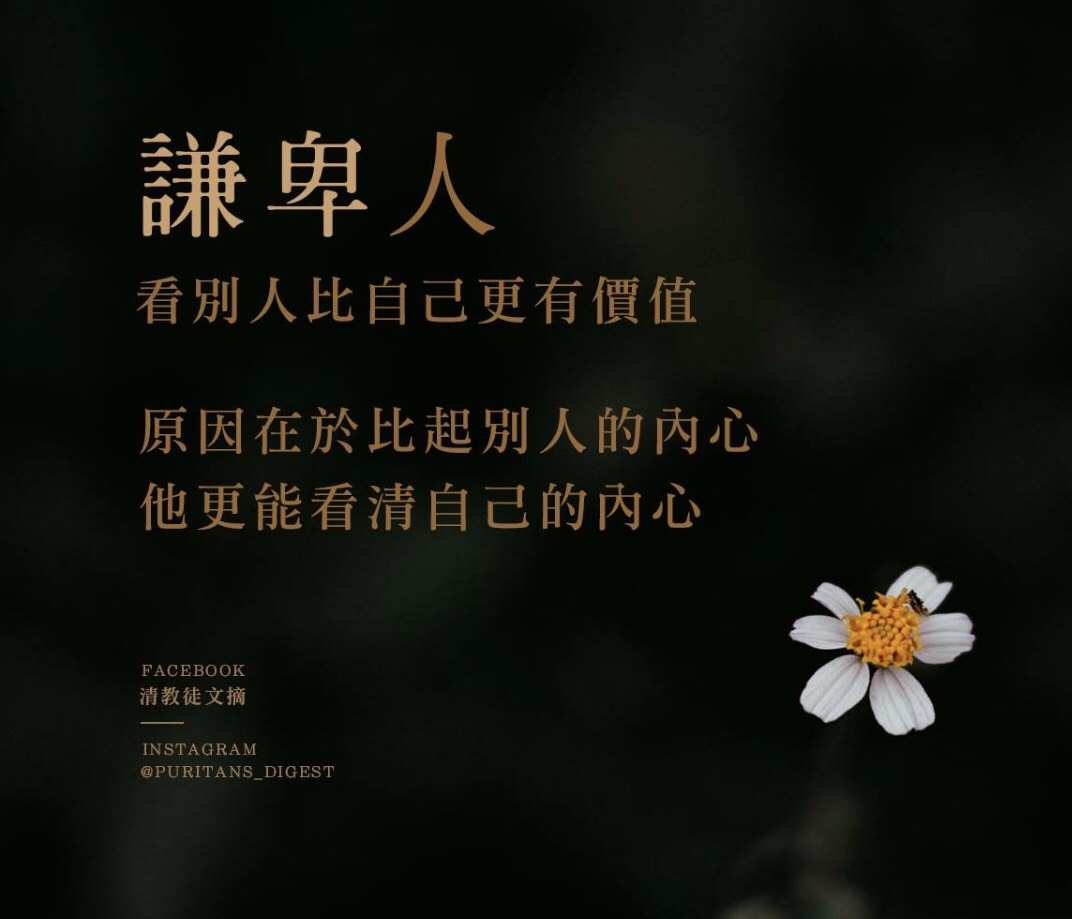 謙卑人
看別人比自己更有價值
原因在於比起別人的內心
他更能看清自己的內心
FACEBOOK
清教徒文摘
INSTAGRAM
@PURITANS_DIGEST